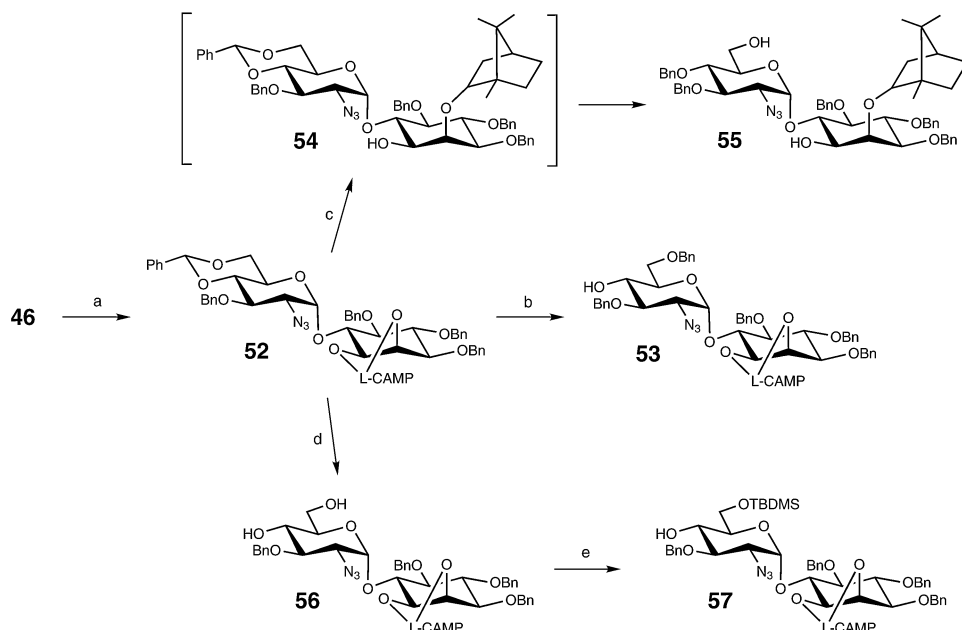 OH
O
O
Ph
O
BnO
BnO
N3
BnO
N3
54
O
BnO
O
OBn
OBn
HO
55
O
BnO
O
OBn
OBn
HO
c
Ph
O
O
O
BnO
N3
52
O
BnO
O
OBn
OBn
O
L-CAMP
46
a
b
OBn
HO
O
BnO
N3
53
O
BnO
O
OBn
OBn
O
L-CAMP
d
OH
HO
O
BnO
N3
56
O
BnO
O
OBn
OBn
O
L-CAMP
e
OTBDMS
HO
O
BnO
N3
57
O
BnO
O
OBn
OBn
O
L-CAMP